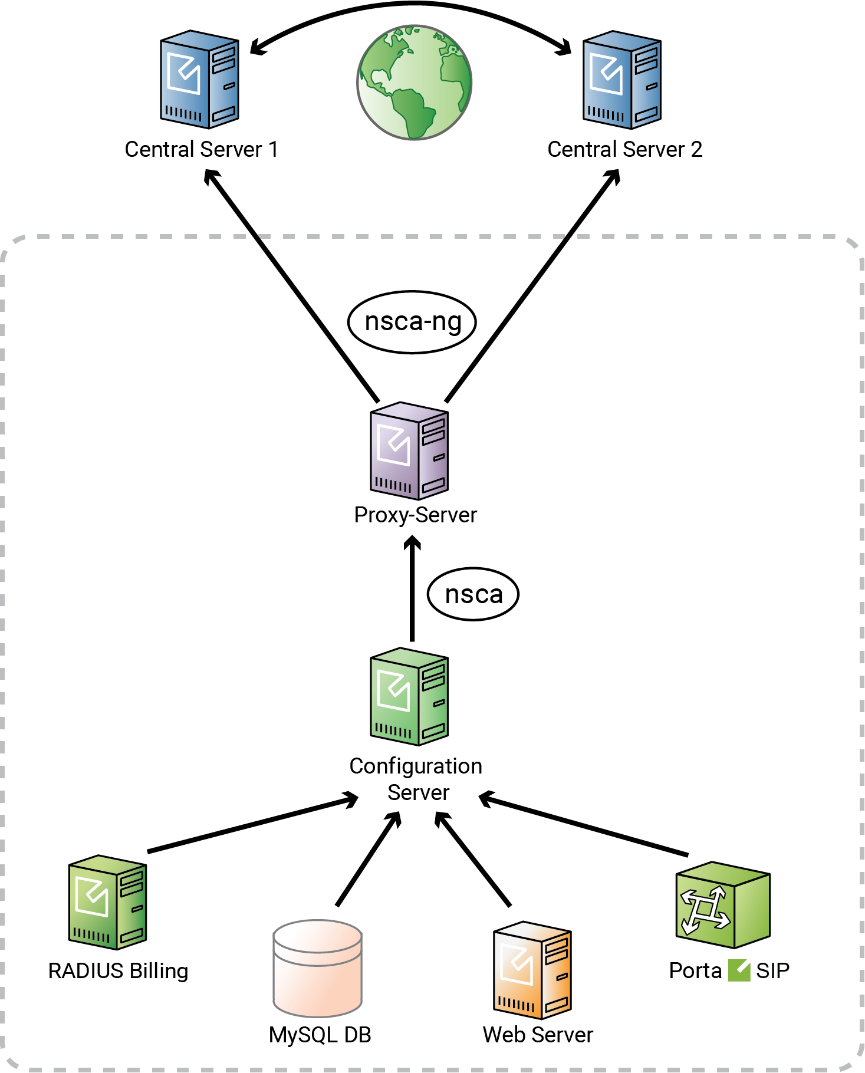 Central Server 1
Central Server 2
nsca-ng
Proxy-Server
nsca
Configuration
Server
RADIUS Billing
Porta SIP
MySQL DB
Web Server